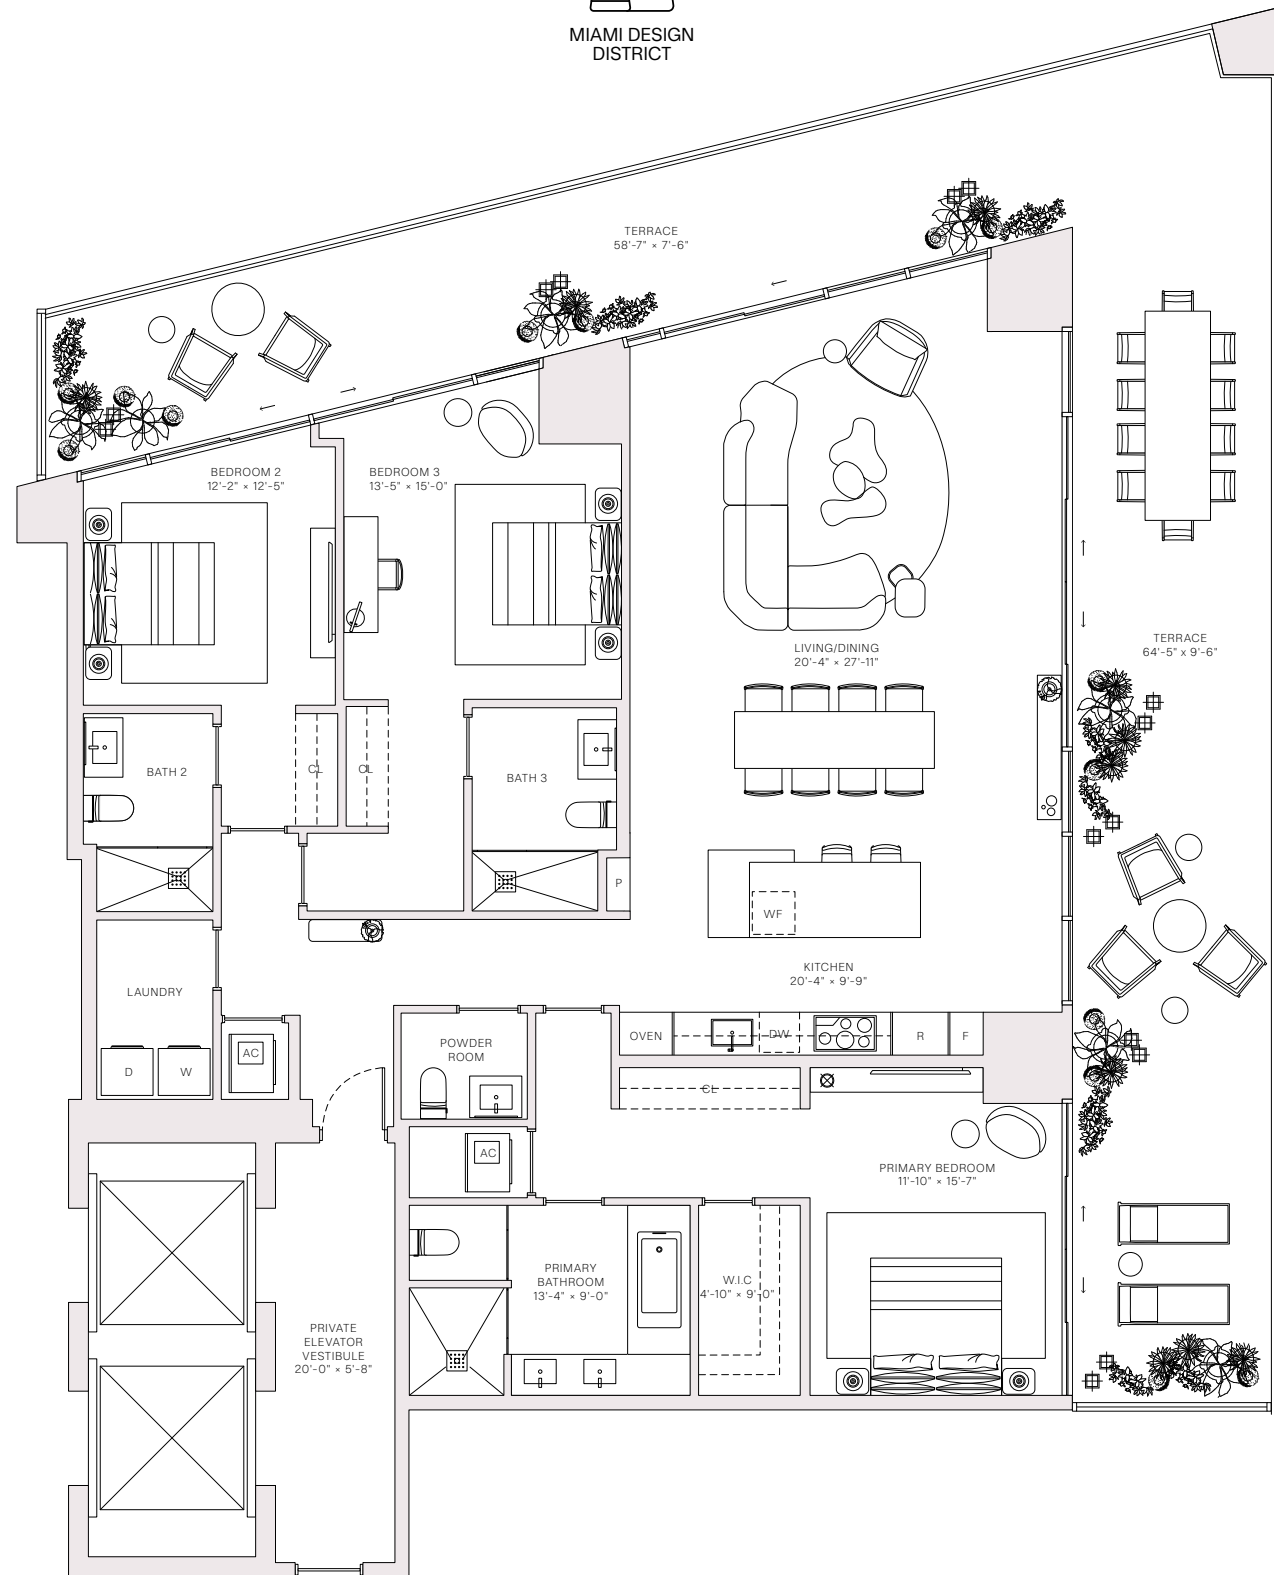 MIAMI DESIGN
DISTRICT
TERRACE
58'-7" × 7'-6"
BEDROOM 2
12'-2" × 12'-5"
BEDROOM 3
13'-5" × 15'-0"
LIVING/DINING
20'-4" × 27'-11"
TERRACE
64'-5" x 9'-6"
CL
CL
BATH 2
BATH 3
P
WF
KITCHEN
20'-4" × 9'-9"
LAUNDRY
D
W
AC
POWDER
ROOM
OVEN
DW
R
F
CL
AC
PRIMARY BEDROOM
11'-10" × 15'-7"
PRIMARY
BATHROOM
13'-4" × 9'-0"
W.I.C
4'-10" × 9'-0"
PRIVATE
ELEVATOR
VESTIBULE
20'-0" × 5'-8"